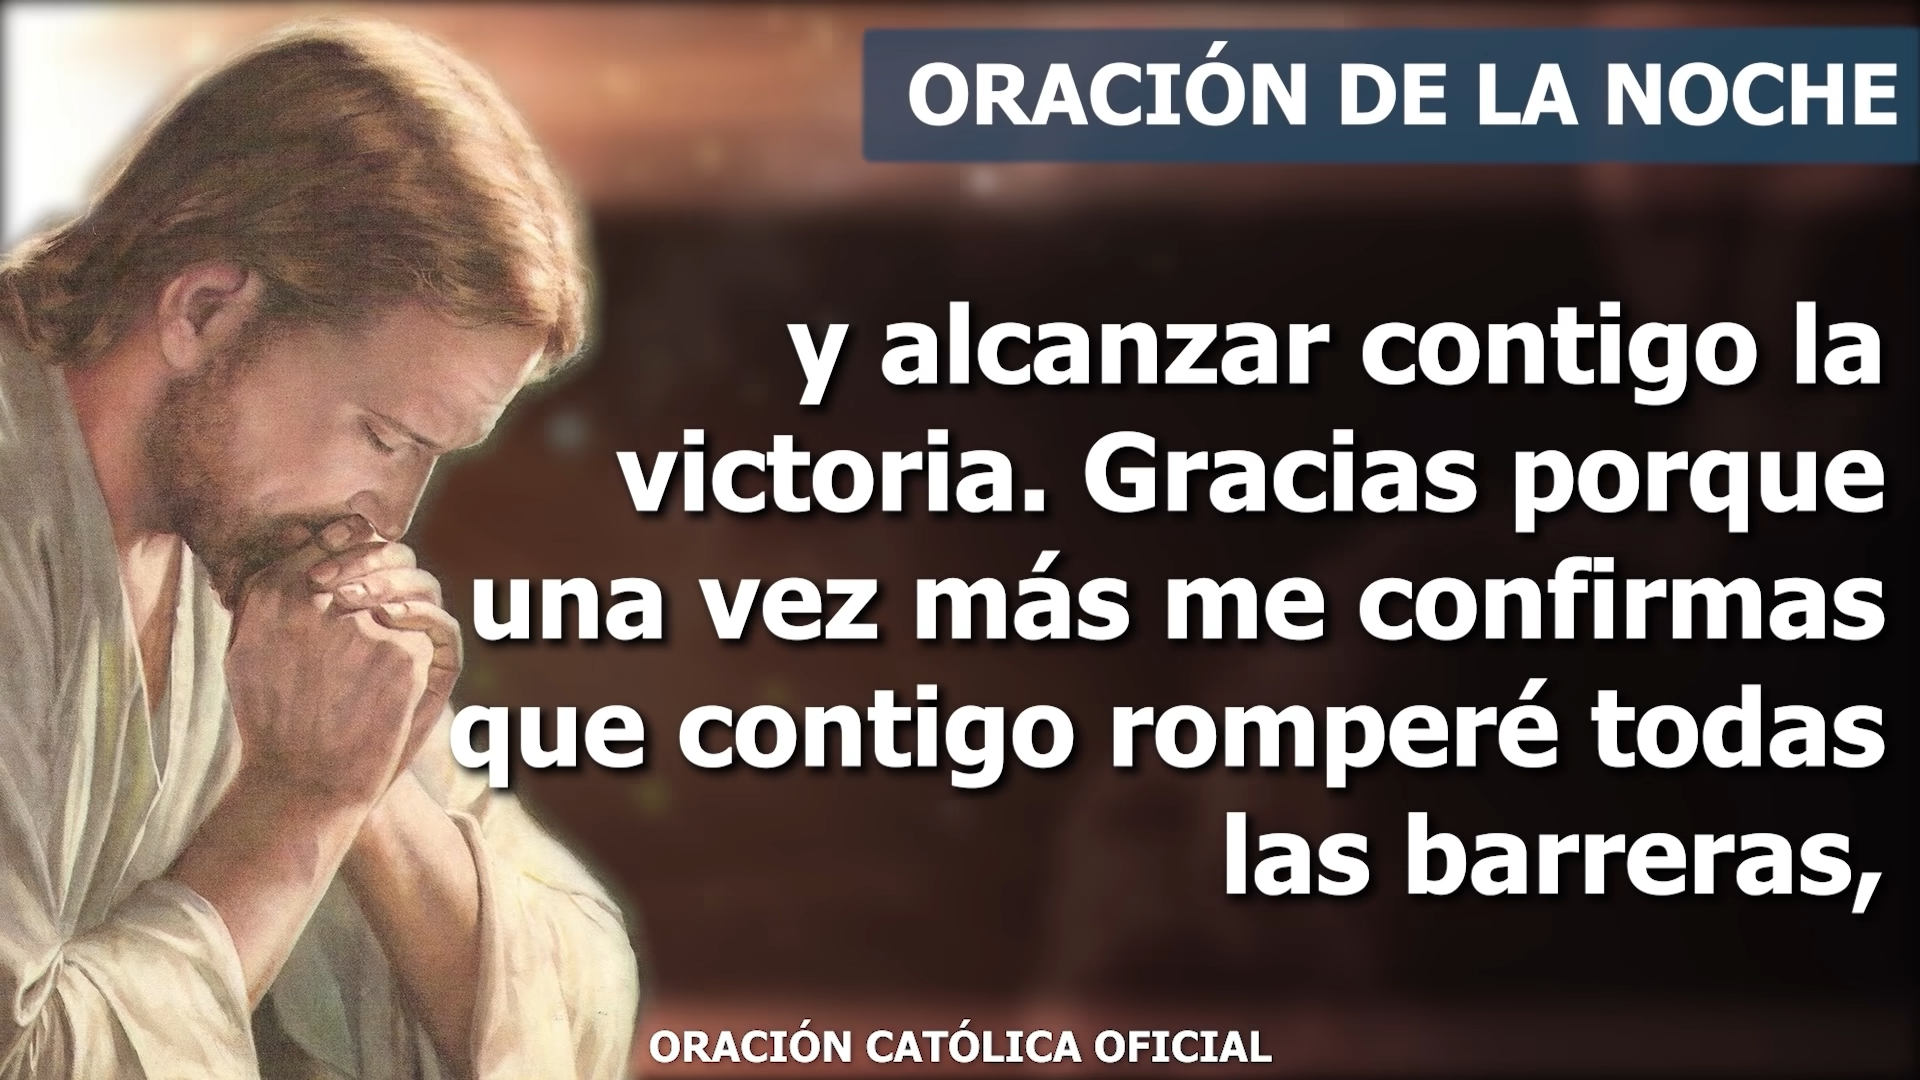 ORACIÓN DE LA NOCHE
y alcanzar contigo la
victoria. Gracias porque
una vez más me confirmas
que contigo romperé todas
las barreras,
ORACIÓN CATÓLICA OFICIAL